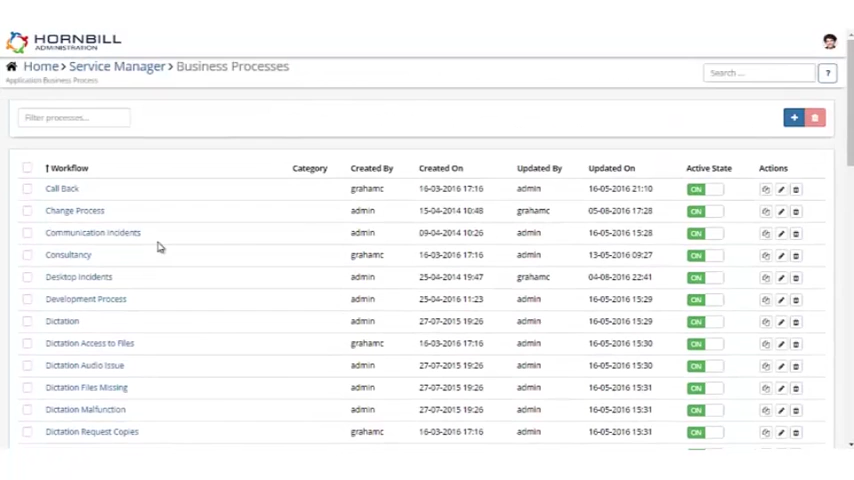 HORNBILL
ADMINISTRATION
Home > Service Manager > Business Processes
Application Business Process
Search ...
?
Filter processes...
Workflow Category Created By Created On Updated By Updated On Active State Actions
Call Back grahamc 16-03-2016 17:16 admin 16-05-2016 21:10 ON
Change Process admin 15-04-2014 10:48 grahamc 05-08-2016 17:28 ON
Communication Incidents admin 09-04-2014 10:26 admin 16-05-2016 15:28 ON
Consultancy grahamc 16-03-2016 17:16 admin 13-05-2016 09:27 ON
Desktop Incidents admin 25-04-2014 19:47 grahamc 04-08-2016 22:41 ON
Development Process admin 25-04-2016 11:23 admin 16-05-2016 15:29 ON
Dictation admin 27-07-2015 19:26 admin 16-05-2016 15:29 ON
Dictation Access to Files grahamc 16-03-2016 17:16 admin 16-05-2016 15:30 ON
Dictation Audio Issue admin 27-07-2015 19:26 admin 16-05-2016 15:30 ON
Dictation Files Missing admin 27-07-2015 19:26 admin 16-05-2016 15:31 ON
Dictation Malfunction admin 27-07-2015 19:26 admin 16-05-2016 15:31 ON
Dictation Request Copies grahamc 16-03-2016 17:16 admin 16-05-2016 15:31 ON